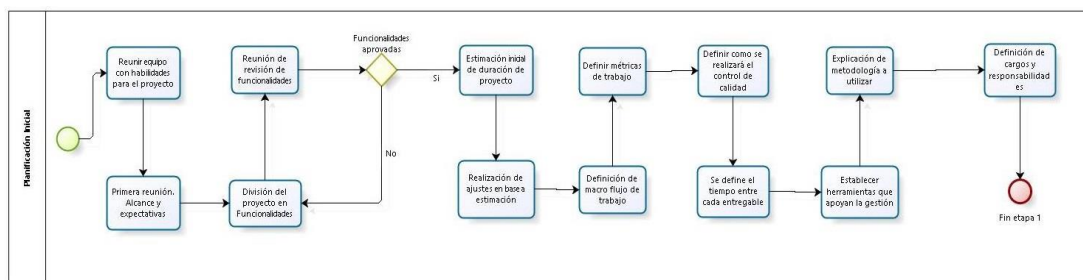 Planificación Inicial
Reunir equipo
con habilidades
para el proyecto
Primera reunión.
Alcance y
expectativas
División del
proyecto en
Funcionalidades
Reunión de
revisión de
funcionalidades
Funcionalidades
aprovadas
Si
No
Estimación inicial
de duración de
proyecto
Realización de
ajustes en base a
estimación
Definición de
macro flujo de
trabajo
Definir métricas
de trabajo
Definir como se
realizará el
control de
calidad
Se define el
tiempo entre
cada entregable
Establecer
herramientas que
apoyan la gestión
Explicación de
metodología a
utilizar
Definición de
cargos y
responsabilidad
es
Fin etapa 1